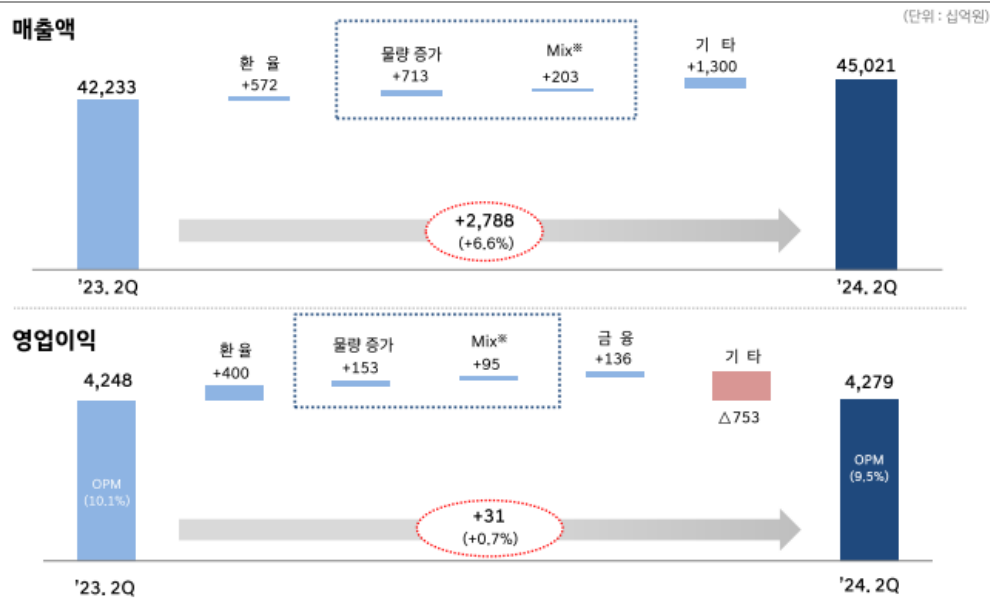 (단위 : 십억원)
매출액
42,233
환 율
+572
물량 증가
+713
Mix※
+203
기 타
+1,300
45,021
+2,788
(+6.6%)
'23. 2Q
'24. 2Q
영업이익
4,248
환 율
+400
물량 증가
+153
Mix※
+95
금 융
+136
기 타
△753
4,279
OPM
(10.1%)
OPM
(9.5%)
+31
(+0.7%)
'23. 2Q
'24. 2Q